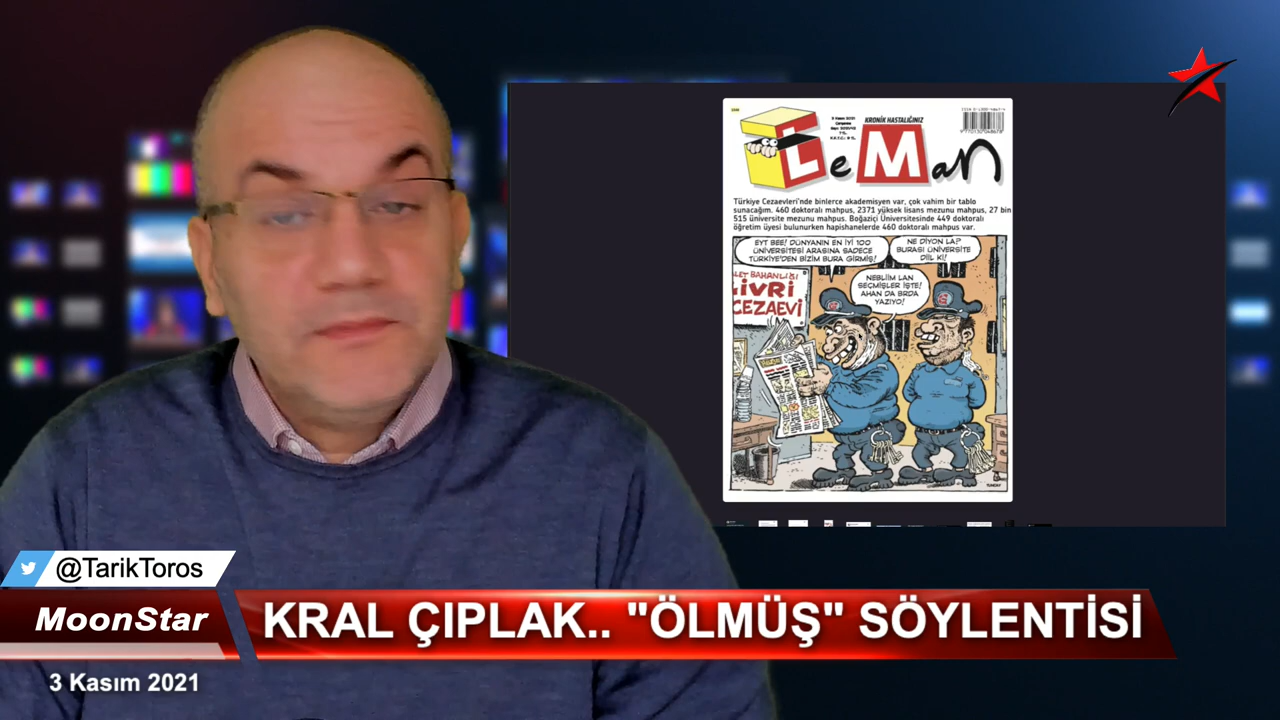 KRONİK HASTALIĞINIZ
LeMan
Türkiye Cezaevleri'nde binlerce akademisyen var, çok vahim bir tablo
sunacağım. 460 doktoralı mahpus, 2371 yüksek lisans mezunu mahpus, 27 bin
515 üniversite mezunu mahpus. Boğaziçi Üniversitesinde 449 doktoralı
öğretim üyesi bulunurken hapishanelerde 460 doktoralı mahpus var.
EYT BEE! DÜNYANIN EN İYİ 100
ÜNİVERSİTESİ ARASINA SADECE
TÜRKİYE'DEN BİZİM BURA GİRMİŞ!
NE DİYON LA?
BURASI ÜNİVERSİTE
DİİL Kİ!
NEBLİİM LAN
SEÇMİŞLER İŞTE!
AHAN DA BRDA
YAZIYO!
LET BAKANLIĞI
İVRİ
CEZAEVİ
@TarikToros
MoonStar
KRAL ÇIPLAK.. "ÖLMÜŞ" SÖYLENTİSİ
3 Kasım 2021